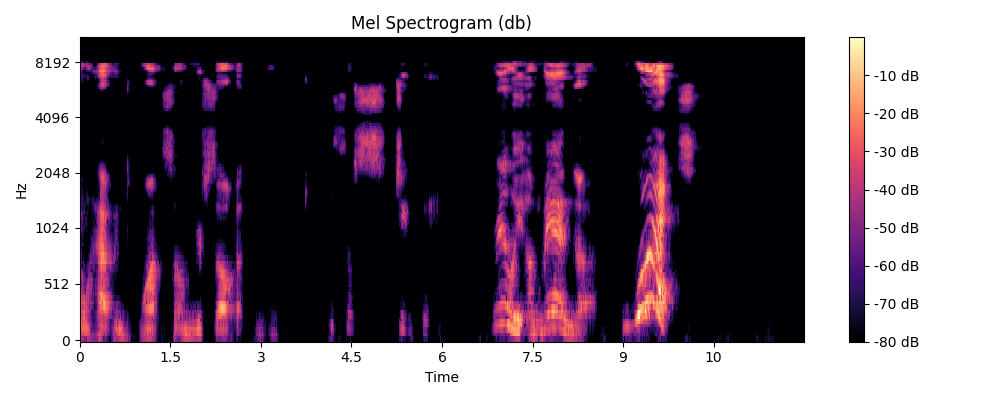 Mel Spectrogram (db)
8192
4096
2048
1024
512
0
Hz
0 1.5 3 4.5 6 7.5 9 10
Time
-10 dB
-20 dB
-30 dB
-40 dB
-50 dB
-60 dB
-70 dB
-80 dB